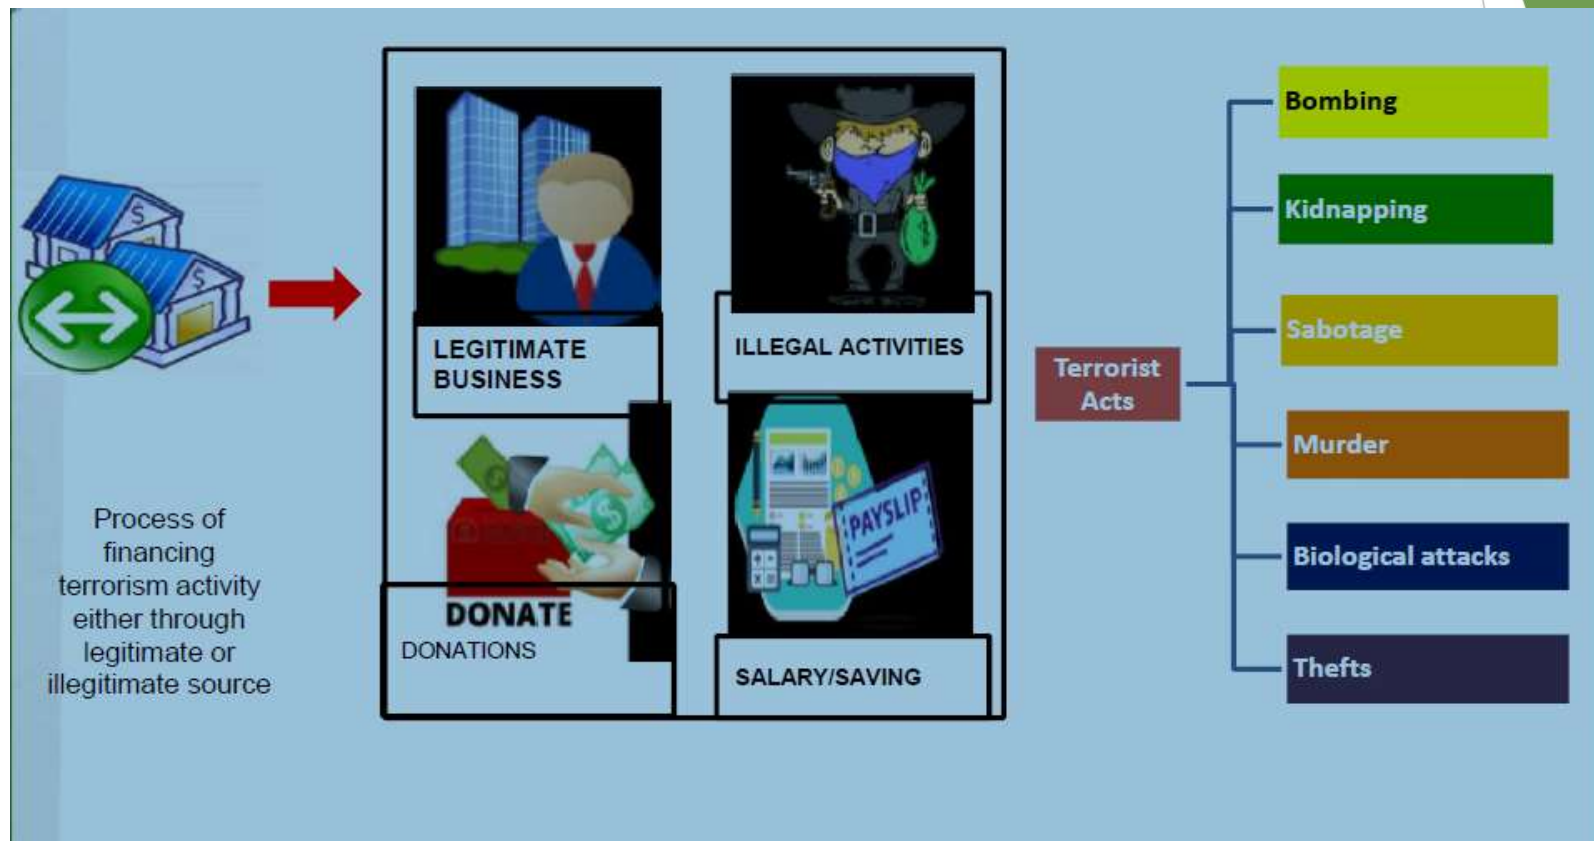 Process of
financing
terrorism activity
either through
legitimate or
illegitimate source
LEGITIMATE
BUSINESS
ILLEGAL ACTIVITIES
DONATE
DONATIONS
PAYSLIP
SALARY/SAVING
Terrorist
Acts
Bombing
Kidnapping
Sabotage
Murder
Biological attacks
Thefts